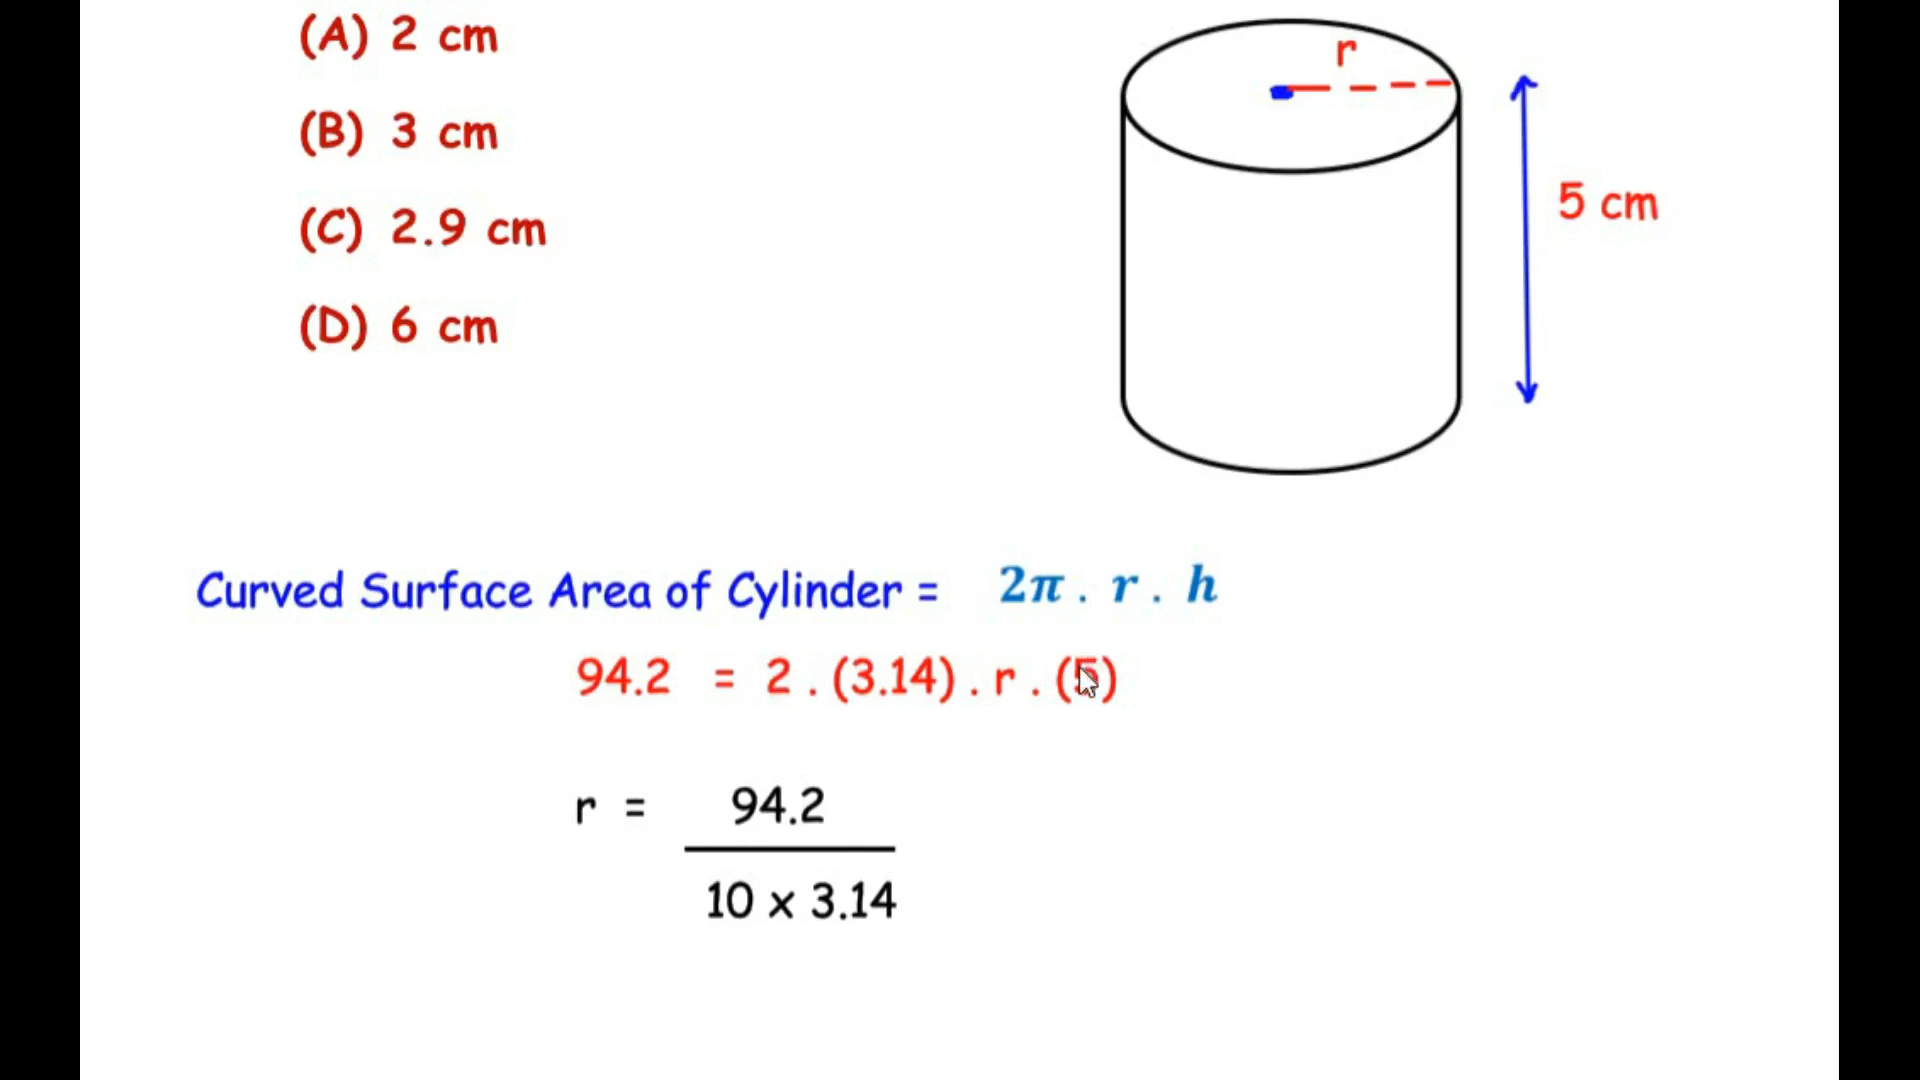 (A) 2 cm
(B) 3 cm
(C) 2.9 cm
(D) 6 cm
r
5 cm
Curved Surface Area of Cylinder = 2π . r . h
94.2 = 2 . (3.14) . r . (5)
r = 94.2
10 x 3.14